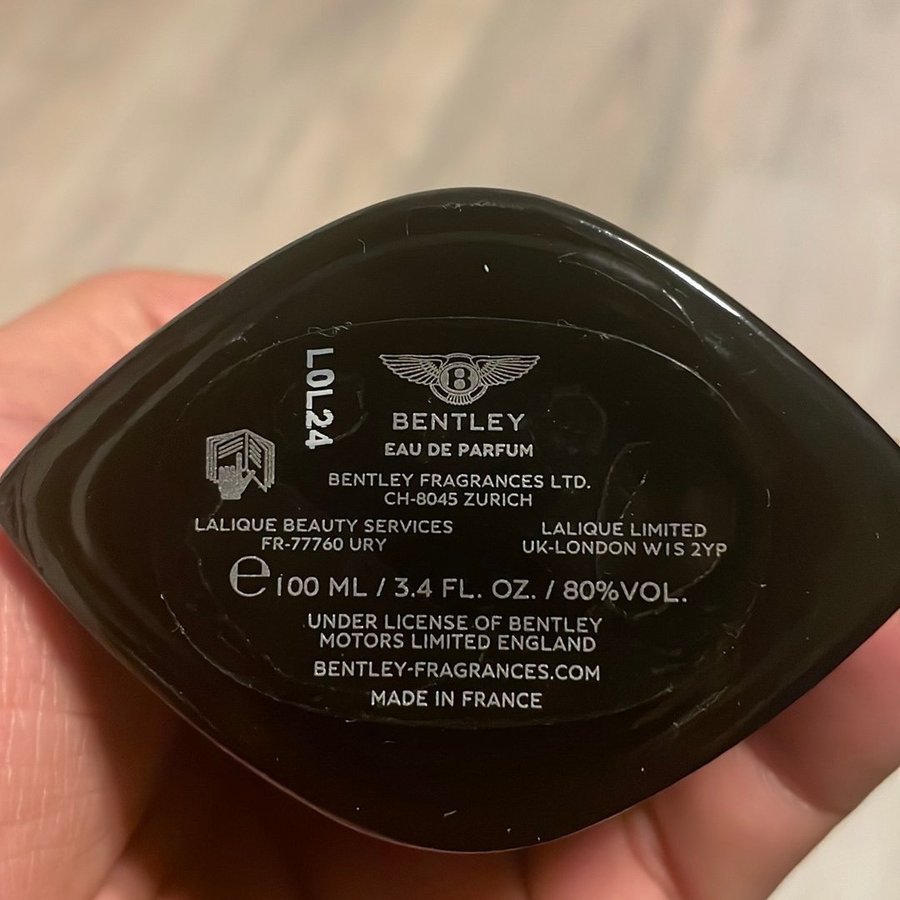 L0L24
B
BENTLEY
EAU DE PARFUM
BENTLEY FRAGRANCES LTD.
CH-8045 ZURICH
LALIQUE BEAUTY SERVICES
FR-77760 URY
LALIQUE LIMITED
UK-LONDON W1S 2YP
℮ 100 ML / 3.4 FL. OZ. / 80%VOL.
UNDER LICENSE OF BENTLEY
MOTORS LIMITED ENGLAND
BENTLEY-FRAGRANCES.COM
MADE IN FRANCE